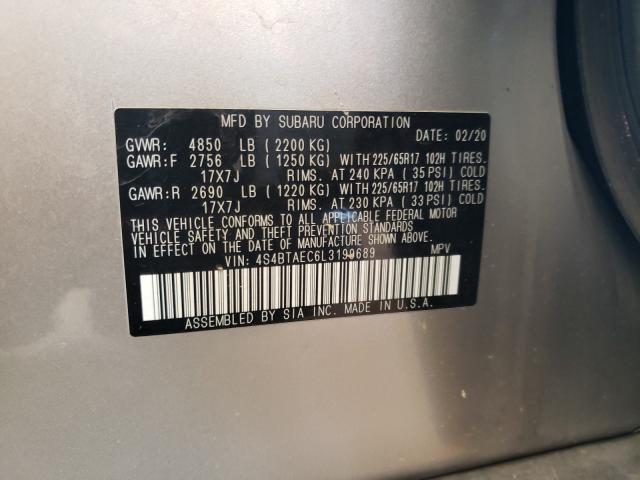 MFD BY SUBARU CORPORATION
DATE: 02/20
GVWR: 4850 LB (2200 KG)
GAWR:F 2756 LB (1250 KG) WITH 225/65R17 102H TIRES.
17X7J RIMS. AT 240 KPA (35 PSI) COLD
GAWR:R 2690 LB (1220 KG) WITH 225/65R17 102H TIRES.
17X7J RIMS. AT 230 KPA (33 PSI) COLD
THIS VEHICLE CONFORMS TO ALL APPLICABLE FEDERAL MOTOR
VEHICLE SAFETY AND THEFT PREVENTION STANDARDS
IN EFFECT ON THE DATE OF MANUFACTURE SHOWN ABOVE.
VIN: 4S4BTAEC6L3190689 MPV
ASSEMBLED BY SIA INC. MADE IN U.S.A.